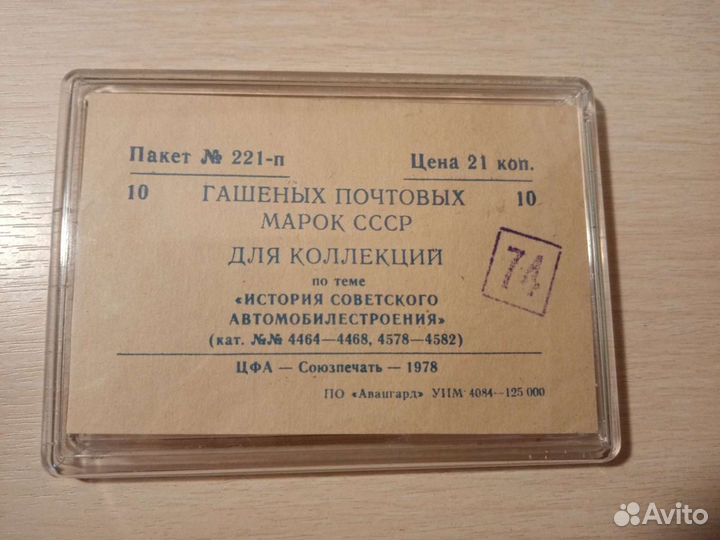 Пакет № 221-п Цена 21 коп.
10 ГАШЕНЫХ ПОЧТОВЫХ 10
МАРОК СССР
ДЛЯ КОЛЛЕКЦИЙ
74
по теме
«ИСТОРИЯ СОВЕТСКОГО
АВТОМОБИЛЕСТРОЕНИЯ»
(кат. №№ 4464—4468, 4578—4582)
ЦФА — Союзпечать — 1978
ПО «Авангард» УПМ 4084—125 000
Avito